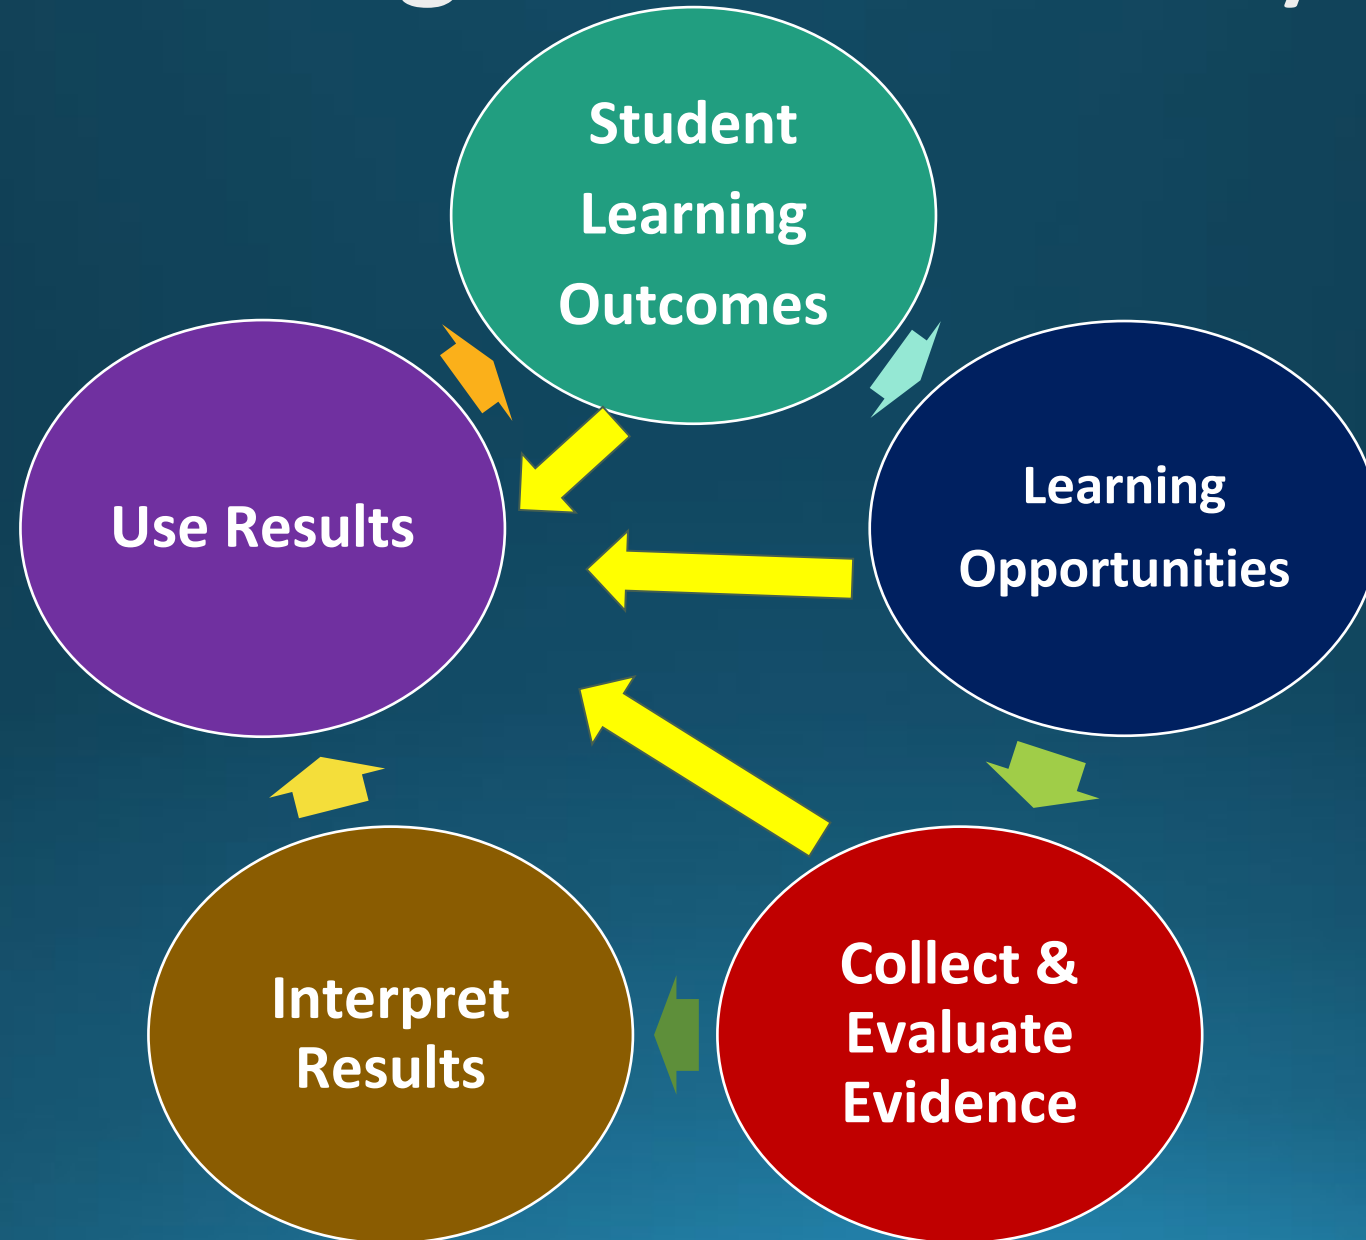 Student
Learning
Outcomes
Learning
Opportunities
Collect &
Evaluate
Evidence
Interpret
Results
Use Results